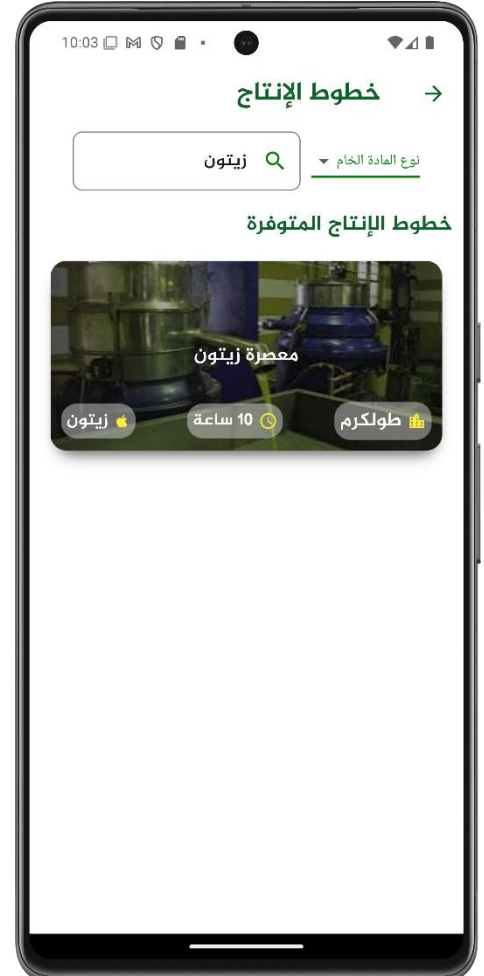 10:03
خطوط الإنتاج
نوع المادة الخام زيتون
خطوط الإنتاج المتوفرة
معصرة زيتون
طولكرم 10 ساعة زيتون